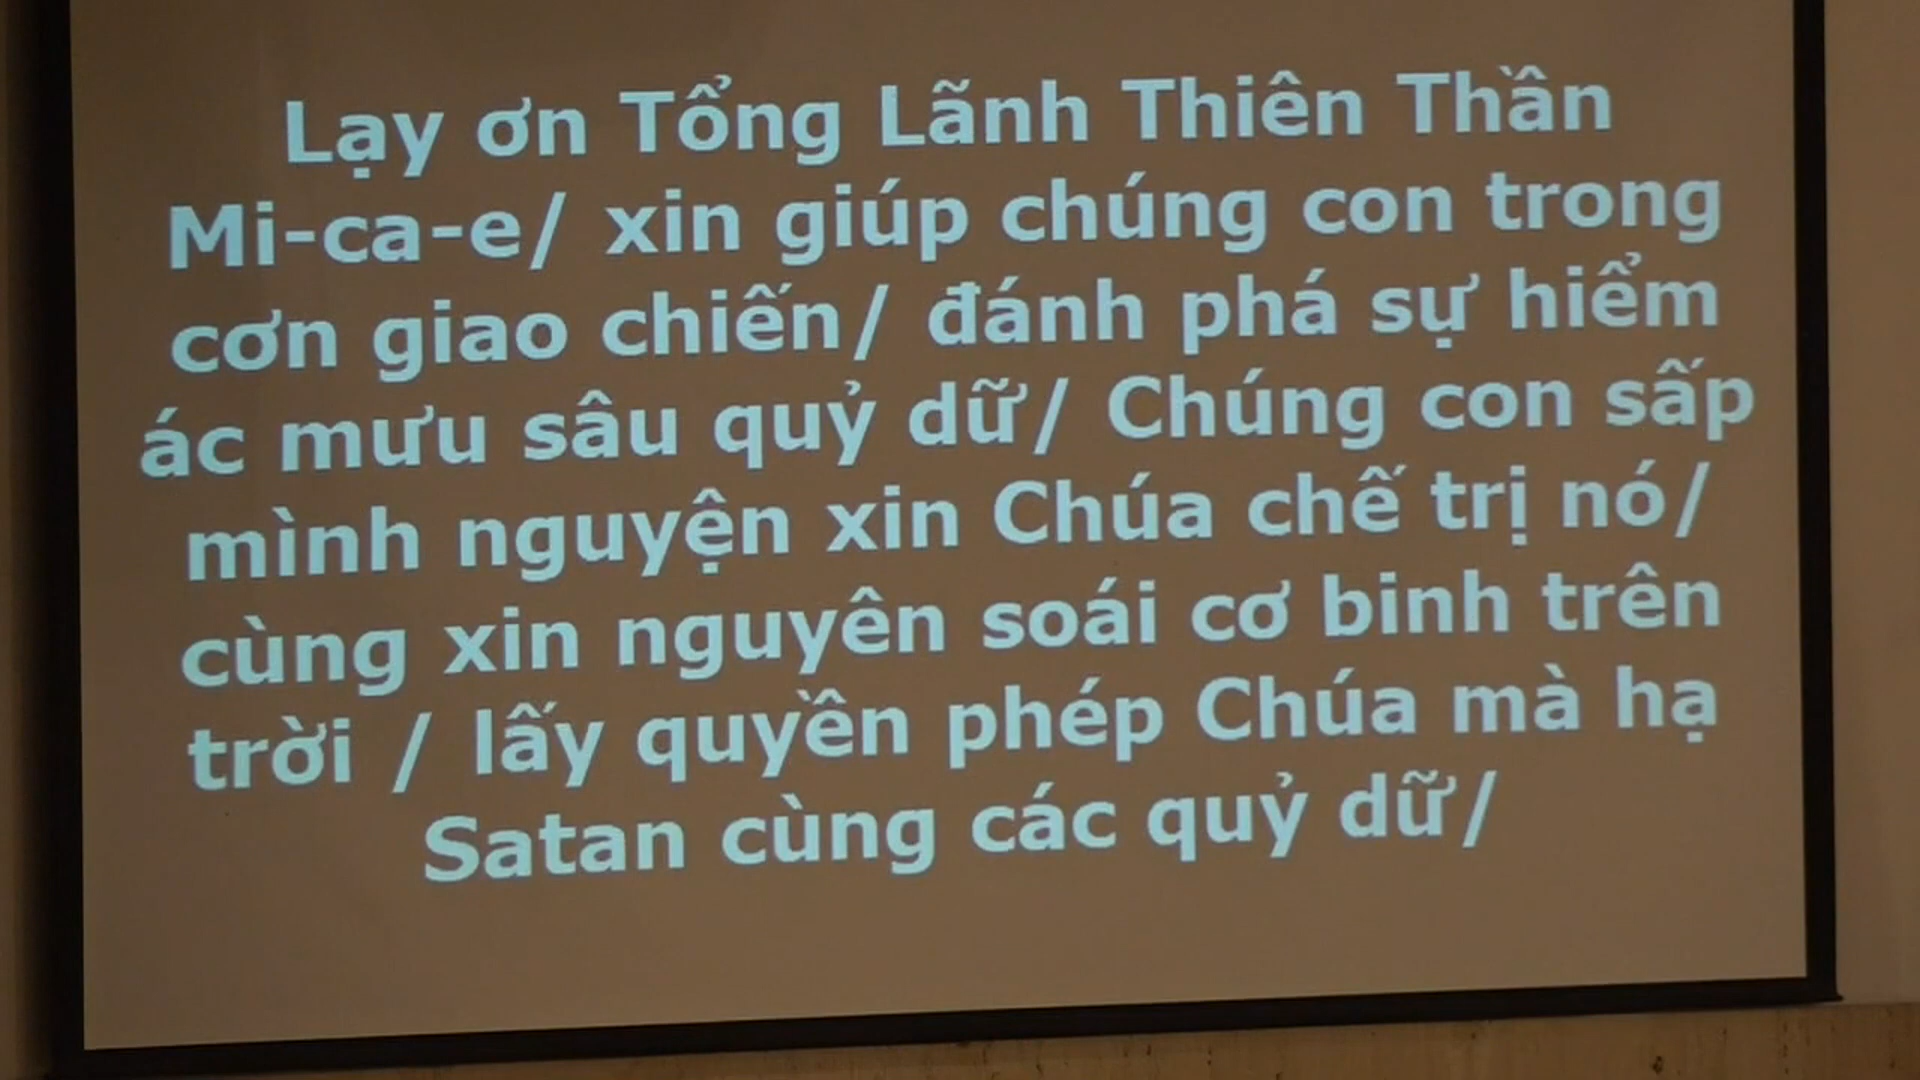 Lạy ơn Tổng Lãnh Thiên Thần
Mi-ca-e/ xin giúp chúng con trong
cơn giao chiến/ đánh phá sự hiểm
ác mưu sâu quỷ dữ/ Chúng con sấp
mình nguyện xin Chúa chế trị nó/
cùng xin nguyên soái cơ binh trên
trời / lấy quyền phép Chúa mà hạ
Satan cùng các quỷ dữ/